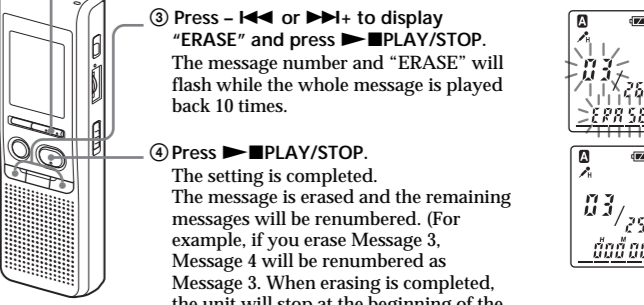 ③ Press – ⏮ or ⏭+ to display
“ERASE” and press ►■PLAY/STOP.
The message number and “ERASE” will
flash while the whole message is played
back 10 times.
④ Press ►■PLAY/STOP.
The setting is completed.
The message is erased and the remaining
messages will be renumbered. (For
example, if you erase Message 3,
Message 4 will be renumbered as
Message 3. When erasing is completed,
the unit will stop at the beginning of the
A
H
03/26
ERASE
A
H
03/25
H M